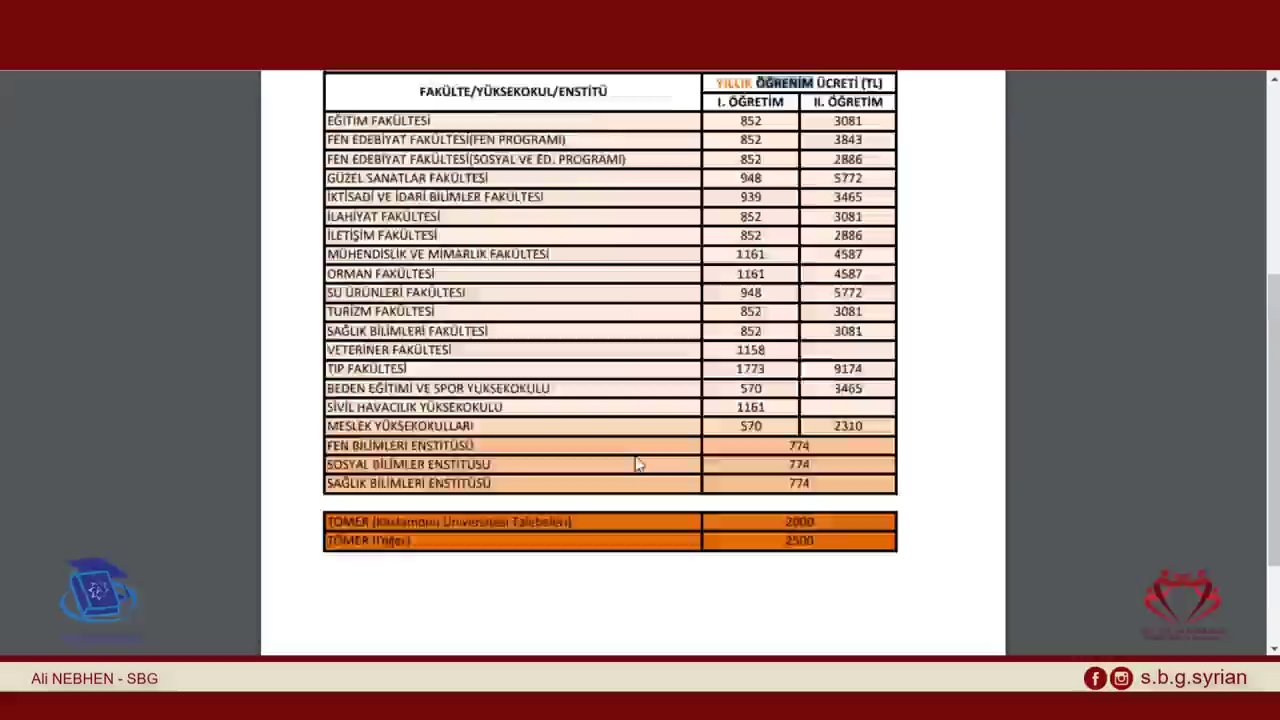 YILLIK ÖĞRENİM ÜCRETİ (TL)
FAKÜLTE/YÜKSEKOKUL/ENSTİTÜ
I. ÖĞRETİM II. ÖĞRETİM
EĞİTİM FAKÜLTESİ 852 3081
FEN EDEBİYAT FAKÜLTESİ(FEN PROGRAMI) 852 3843
FEN EDEBİYAT FAKÜLTESİ(SOSYAL VE ED. PROGRAMI) 852 2886
GÜZEL SANATLAR FAKÜLTESİ 948 5772
İKTİSADİ VE İDARİ BİLİMLER FAKÜLTESİ 939 3465
İLAHİYAT FAKÜLTESİ 852 3081
İLETİŞİM FAKÜLTESİ 852 2886
MÜHENDİSLİK VE MİMARLIK FAKÜLTESİ 1161 4587
ORMAN FAKÜLTESİ 1161 4587
SU ÜRÜNLERİ FAKÜLTESİ 948 5772
TURİZM FAKÜLTESİ 852 3081
SAĞLIK BİLİMLERİ FAKÜLTESİ 852 3081
VETERİNER FAKÜLTESİ 1158
TIP FAKÜLTESİ 1773 9174
BEDEN EĞİTİMİ VE SPOR YÜKSEKOKULU 570 3465
SİVİL HAVACILIK YÜKSEKOKULU 1161
MESLEK YÜKSEKOKULLARI 570 2310
FEN BİLİMLERİ ENSTİTÜSÜ 774
SOSYAL BİLİMLER ENSTİTÜSÜ 774
SAĞLIK BİLİMLERİ ENSTİTÜSÜ 774
TÖMER (Kastamonu Üniversitesi Talebeleri) 2000
TÖMER (Diğer) 2500
Ali NEBHEN - SBG
s.b.g.syrian